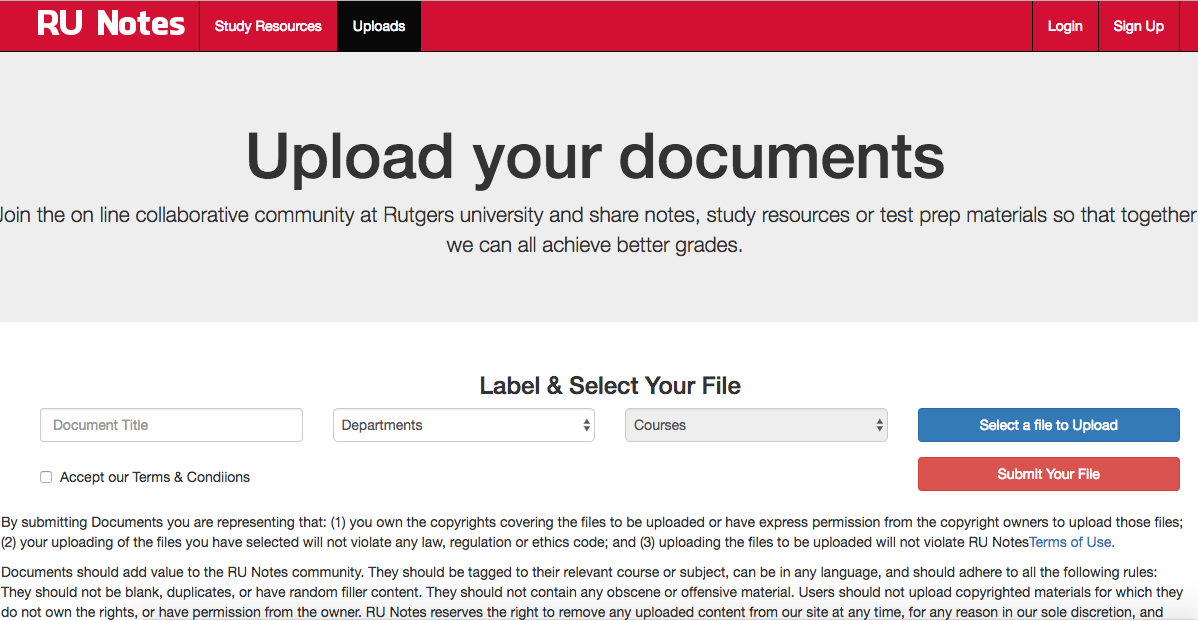 RU Notes
Study Resources
Uploads
Login
Sign Up
Upload your documents
Join the on line collaborative community at Rutgers university and share notes, study resources or test prep materials so that together
we can all achieve better grades.
Label & Select Your File
Document Title
Departments
Courses
Select a file to Upload
Accept our Terms & Condiions
Submit Your File
By submitting Documents you are representing that: (1) you own the copyrights covering the files to be uploaded or have express permission from the copyright owners to upload those files;
(2) your uploading of the files you have selected will not violate any law, regulation or ethics code; and (3) uploading the files to be uploaded will not violate RU NotesTerms of Use.
Documents should add value to the RU Notes community. They should be tagged to their relevant course or subject, can be in any language, and should adhere to all the following rules:
They should not be blank, duplicates, or have random filler content. They should not contain any obscene or offensive material. Users should not upload copyrighted materials for which they
do not own the rights, or have permission from the owner. RU Notes reserves the right to remove any uploaded content from our site at any time, for any reason in our sole discretion, and